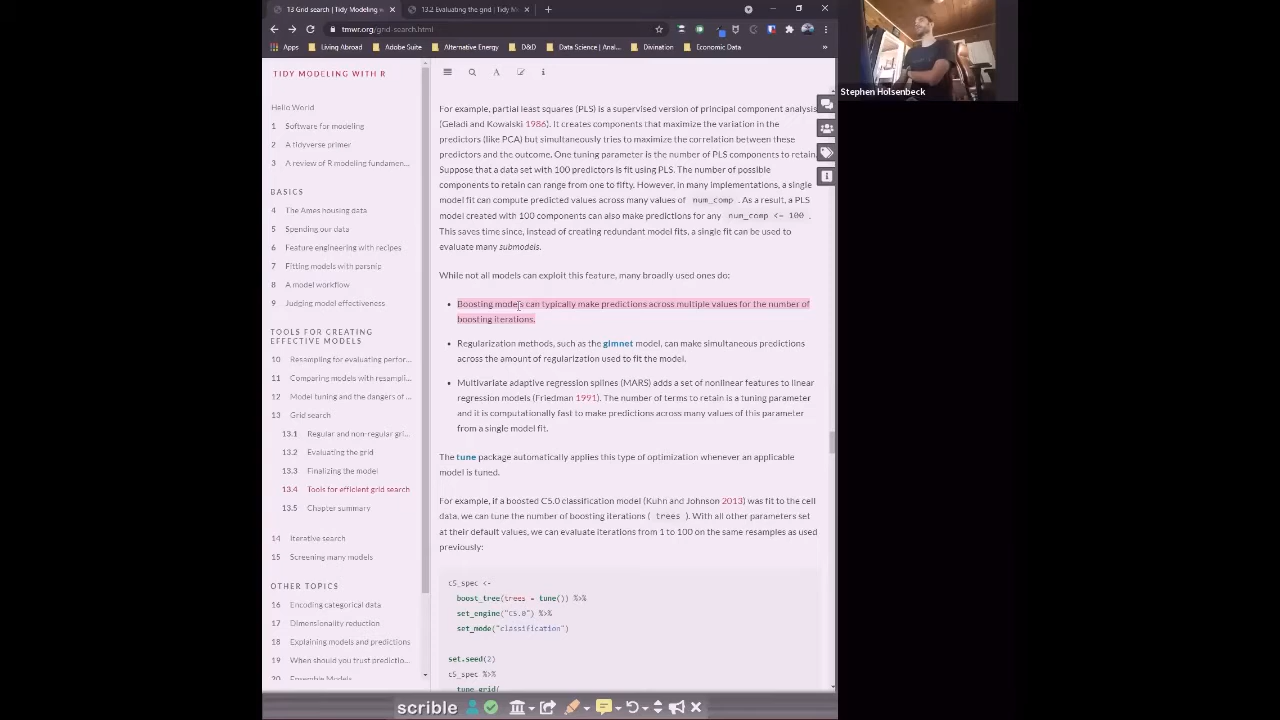 13 Grid search | Tidy Modeling w
13.2 Evaluating the grid | Tidy M
tmwr.org/grid-search.html
Apps
Living Abroad
Adobe Suite
Alternative Energy
D&D
Data Science | Anal...
Divination
Economic Data
»
Stephen Holsenbeck
TIDY MODELING WITH R
Hello World
1 Software for modeling
2 A tidyverse primer
3 A review of R modeling fundamen...
BASICS
4 The Ames housing data
5 Spending our data
6 Feature engineering with recipes
7 Fitting models with parsnip
8 A model workflow
9 Judging model effectiveness
TOOLS FOR CREATING
EFFECTIVE MODELS
10 Resampling for evaluating perfor...
11 Comparing models with resampli...
12 Model tuning and the dangers of ...
13 Grid search
13.1 Regular and non-regular gri...
13.2 Evaluating the grid
13.3 Finalizing the model
13.4 Tools for efficient grid search
13.5 Chapter summary
14 Iterative search
15 Screening many models
OTHER TOPICS
16 Encoding categorical data
17 Dimensionality reduction
18 Explaining models and predictions
19 When should you trust predictio...
20 Ensemble Models
For example, partial least squares (PLS) is a supervised version of principal component analysis
(Geladi and Kowalski 1986). It creates components that maximize the variation in the
predictors (like PCA) but simultaneously tries to maximize the correlation between these
predictors and the outcome. One tuning parameter is the number of PLS components to retain.
Suppose that a data set with 100 predictors is fit using PLS. The number of possible
components to retain can range from one to fifty. However, in many implementations, a single
model fit can compute predicted values across many values of num_comp . As a result, a PLS
model created with 100 components can also make predictions for any num_comp <= 100 .
This saves time since, instead of creating redundant model fits, a single fit can be used to
evaluate many submodels.
While not all models can exploit this feature, many broadly used ones do:
• Boosting models can typically make predictions across multiple values for the number of
boosting iterations.
• Regularization methods, such as the glmnet model, can make simultaneous predictions
across the amount of regularization used to fit the model.
• Multivariate adaptive regression splines (MARS) adds a set of nonlinear features to linear
regression models (Friedman 1991). The number of terms to retain is a tuning parameter
and it is computationally fast to make predictions across many values of this parameter
from a single model fit.
The tune package automatically applies this type of optimization whenever an applicable
model is tuned.
For example, if a boosted C5.0 classification model (Kuhn and Johnson 2013) was fit to the cell
data, we can tune the number of boosting iterations ( trees ). With all other parameters set
at their default values, we can evaluate iterations from 1 to 100 on the same resamples as used
previously:
c5_spec <-
boost_tree(trees = tune()) %>%
set_engine("C5.0") %>%
set_mode("classification")
set.seed(2)
c5_spec %>%
tune_grid(
scrible